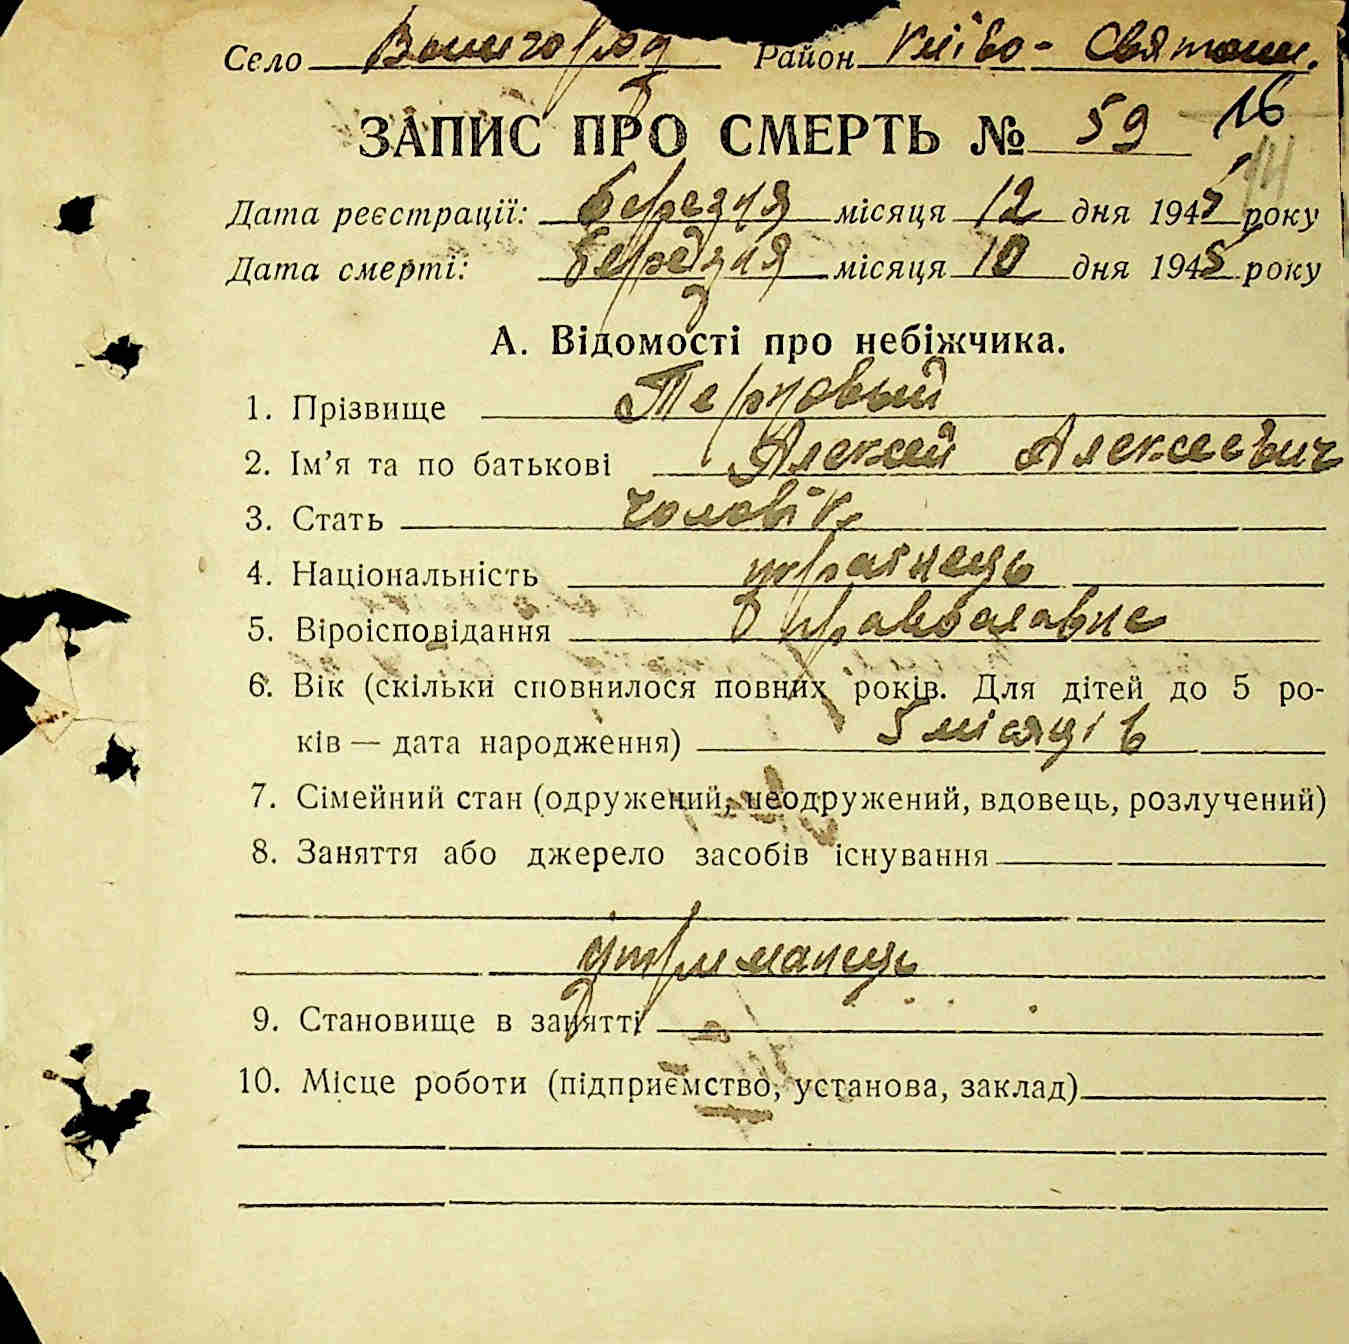 Село Вышгород Район Київо-Святош.
ЗАПИС ПРО СМЕРТЬ № 59 16
14
Дата реєстрації: березня місяця 12 дня 1945 року
Дата смерті: березня місяця 10 дня 1945 року
А. Відомості про небіжчика.
1. Прізвище Терновый
2. Ім'я та по батькові Алексей Алексеевич
3. Стать чоловік
4. Національність українець
5. Віроісповідання православне
6. Вік (скільки сповнилося повних років. Для дітей до 5 ро-
ків — дата народження) 5 місяців
7. Сімейний стан (одружений, неодружений, вдовець, розлучений)
8. Заняття або джерело засобів існування
утриманець
9. Становище в занятті
10. Місце роботи (підприємство, установа, заклад)